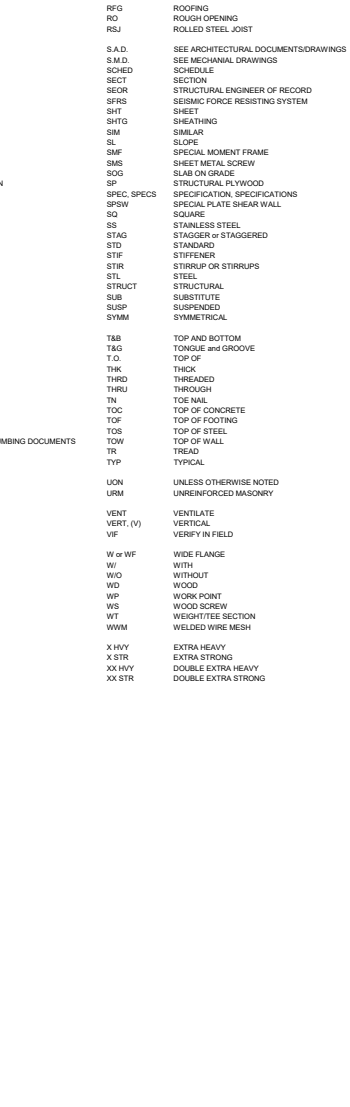 RFG ROOFING
RO ROUGH OPENING
RSJ ROLLED STEEL JOIST
S.A.D. SEE ARCHITECTURAL DOCUMENTS/DRAWINGS
S.M.D. SEE MECHANIAL DRAWINGS
SCHED SCHEDULE
SECT SECTION
SEOR STRUCTURAL ENGINEER OF RECORD
SFRS SEISMIC FORCE RESISTING SYSTEM
SHT SHEET
SHTG SHEATHING
SIM SIMILAR
SL SLOPE
SMF SPECIAL MOMENT FRAME
SMS SHEET METAL SCREW
SOG SLAB ON GRADE
N SP STRUCTURAL PLYWOOD
SPEC, SPECS SPECIFICATION, SPECIFICATIONS
SPSW SPECIAL PLATE SHEAR WALL
SQ SQUARE
SS STAINLESS STEEL
STAG STAGGER or STAGGERED
STD STANDARD
STIF STIFFENER
STIR STIRRUP OR STIRRUPS
STL STEEL
STRUCT STRUCTURAL
SUB SUBSTITUTE
SUSP SUSPENDED
SYMM SYMMETRICAL
T&B TOP AND BOTTOM
T&G TONGUE and GROOVE
T.O. TOP OF
THK THICK
THRD THREADED
THRU THROUGH
TN TOE NAIL
TOC TOP OF CONCRETE
TOF TOP OF FOOTING
TOS TOP OF STEEL
UMBING DOCUMENTS TOW TOP OF WALL
TR TREAD
TYP TYPICAL
UON UNLESS OTHERWISE NOTED
URM UNREINFORCED MASONRY
VENT VENTILATE
VERT, (V) VERTICAL
VIF VERIFY IN FIELD
W or WF WIDE FLANGE
W/ WITH
W/O WITHOUT
WD WOOD
WP WORK POINT
WS WOOD SCREW
WT WEIGHT/TEE SECTION
WWM WELDED WIRE MESH
X HVY EXTRA HEAVY
X STR EXTRA STRONG
XX HVY DOUBLE EXTRA HEAVY
XX STR DOUBLE EXTRA STRONG